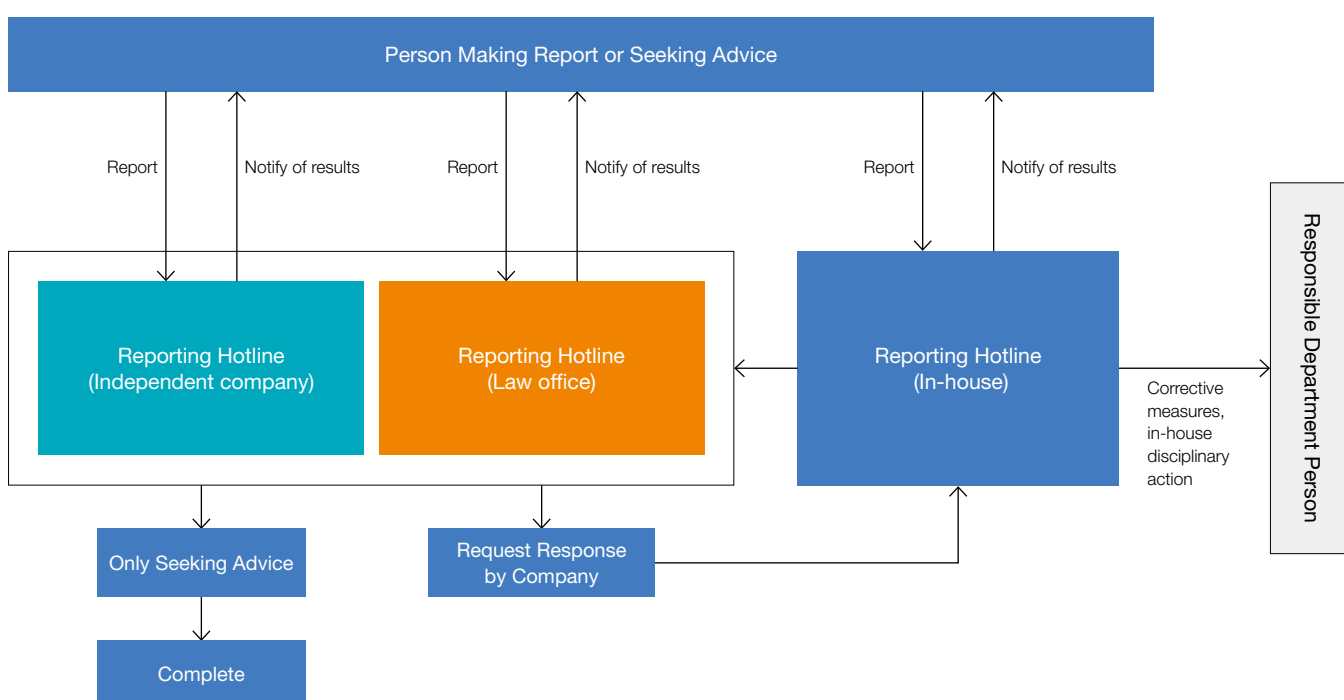 Person Making Report or Seeking Advice
Report
Notify of results
Report
Notify of results
Report
Notify of results
Reporting Hotline
(Independent company)
Reporting Hotline
(Law office)
Reporting Hotline
(In-house)
Corrective
measures,
in-house
disciplinary
action
Responsible Department Person
Only Seeking Advice
Request Response
by Company
Complete